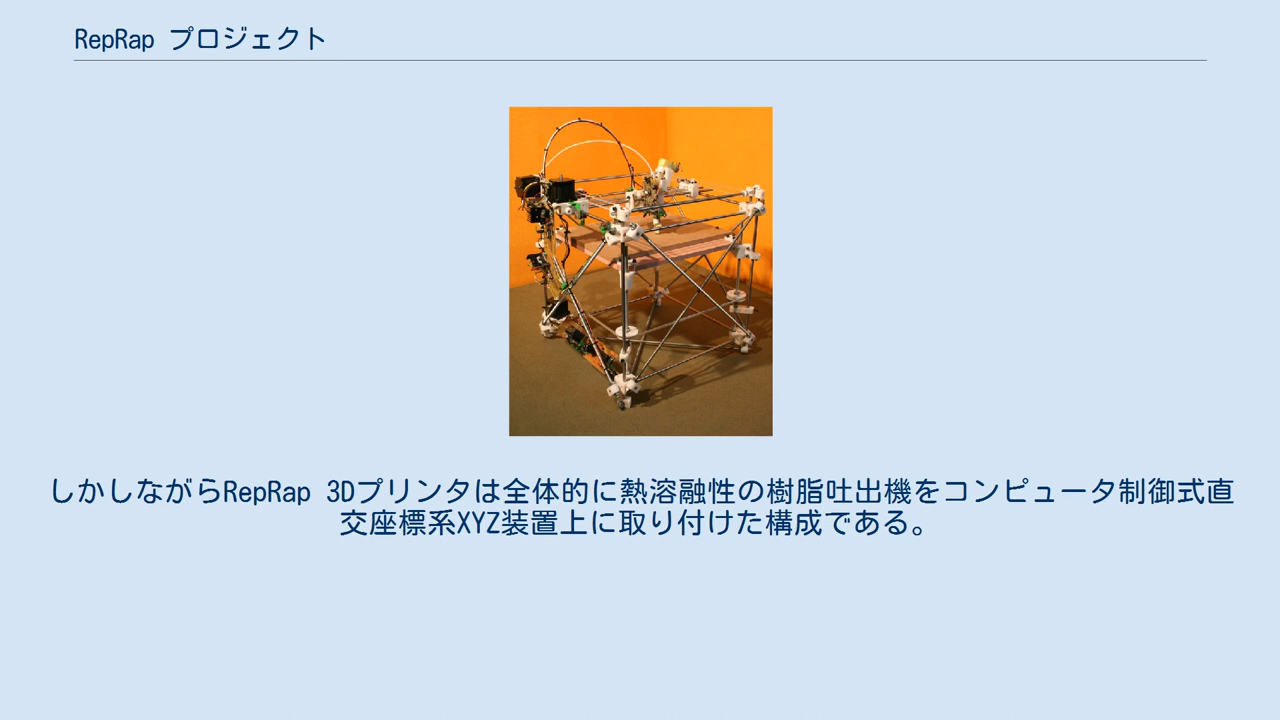 RepRap プロジェクト
しかしながらRepRap 3Dプリンタは全体的に熱溶融性の樹脂吐出機をコンピュータ制御式直
交座標系XYZ装置上に取り付けた構成である。